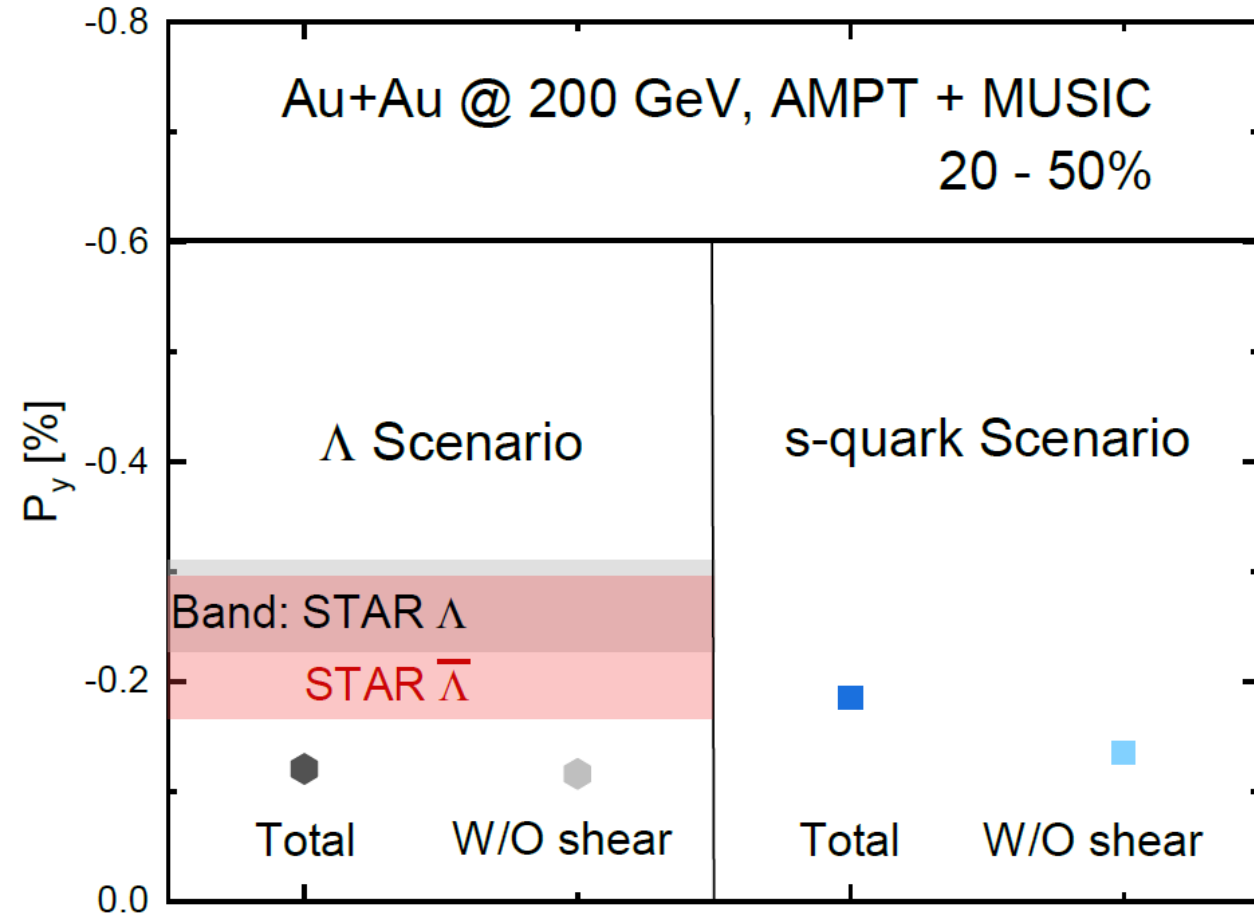 -0.8
Au+Au @ 200 GeV, AMPT + MUSIC
20 - 50%
-0.6
Λ Scenario
s-quark Scenario
-0.4
P_y [%]
Band: STAR Λ
-0.2
STAR Λ̅
Total
W/O shear
Total
W/O shear
0.0